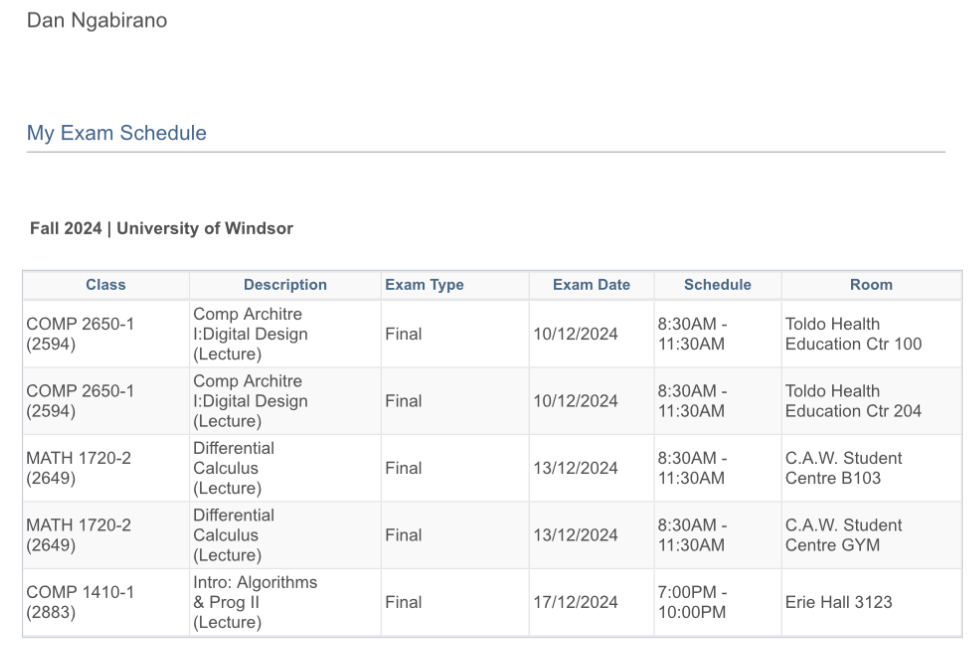 Dan Ngabirano
My Exam Schedule
Fall 2024 | University of Windsor
Class Description Exam Type Exam Date Schedule Room
COMP 2650-1 (2594) Comp Architre I:Digital Design (Lecture) Final 10/12/2024 8:30AM - 11:30AM Toldo Health Education Ctr 100
COMP 2650-1 (2594) Comp Architre I:Digital Design (Lecture) Final 10/12/2024 8:30AM - 11:30AM Toldo Health Education Ctr 204
MATH 1720-2 (2649) Differential Calculus (Lecture) Final 13/12/2024 8:30AM - 11:30AM C.A.W. Student Centre B103
MATH 1720-2 (2649) Differential Calculus (Lecture) Final 13/12/2024 8:30AM - 11:30AM C.A.W. Student Centre GYM
COMP 1410-1 (2883) Intro: Algorithms & Prog II (Lecture) Final 17/12/2024 7:00PM - 10:00PM Erie Hall 3123